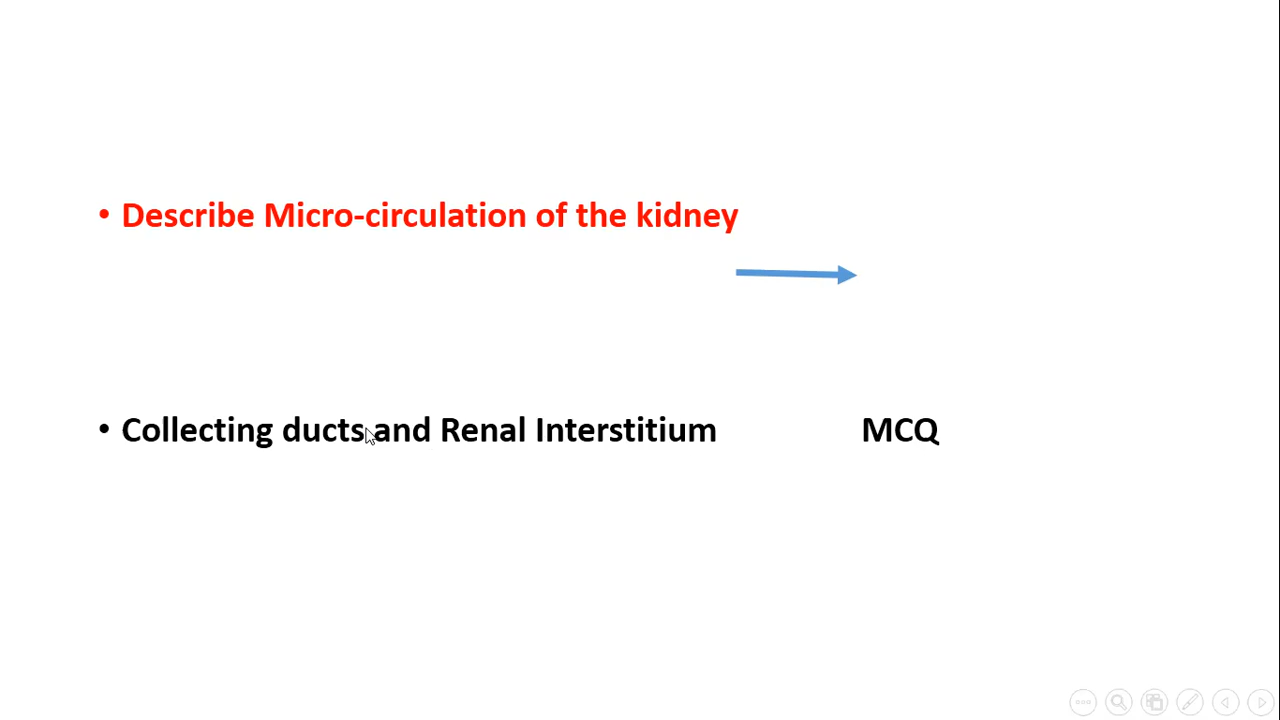 • Describe Micro-circulation of the kidney
• Collecting ducts and Renal Interstitium MCQ